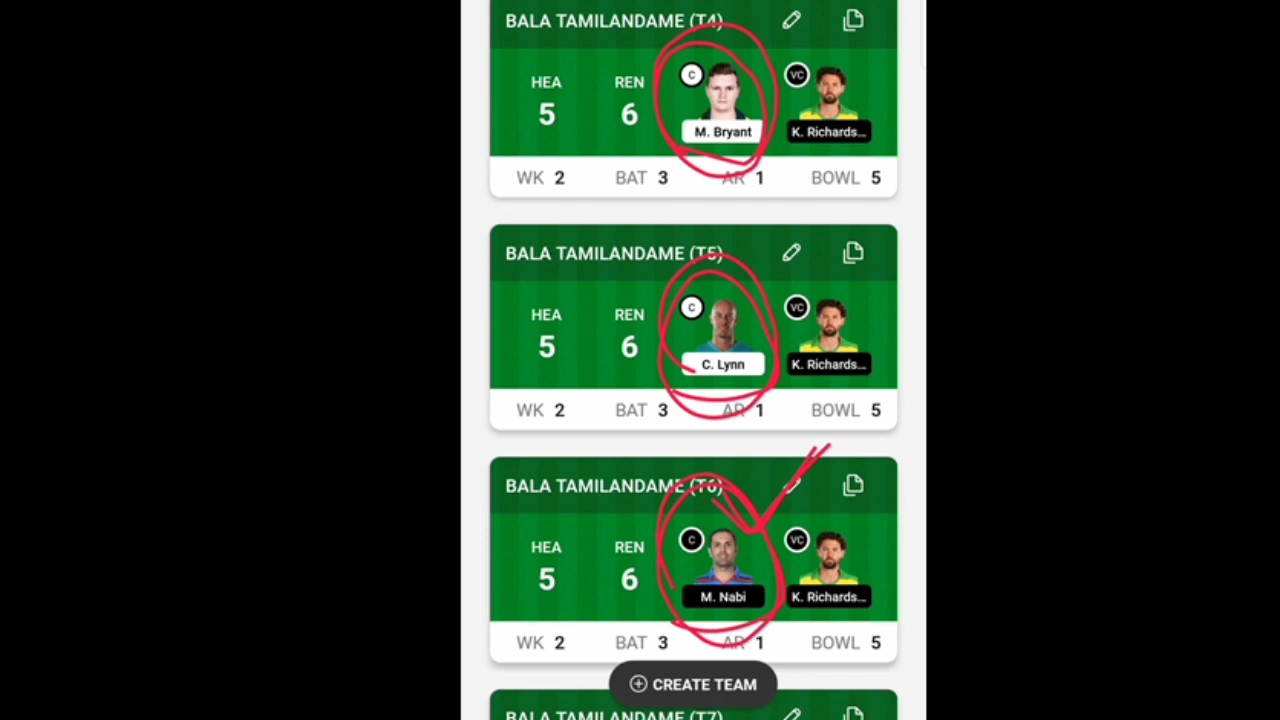 BALA TAMILANDAME (T4)
HEA REN C VC
5 6
M. Bryant K. Richards...
WK 2 BAT 3 AR 1 BOWL 5
BALA TAMILANDAME (T5)
HEA REN C VC
5 6
C. Lynn K. Richards...
WK 2 BAT 3 AR 1 BOWL 5
BALA TAMILANDAME (T6)
HEA REN C VC
5 6
M. Nabi K. Richards...
WK 2 BAT 3 AR 1 BOWL 5
CREATE TEAM
BALA TAMILANDAME (T7)